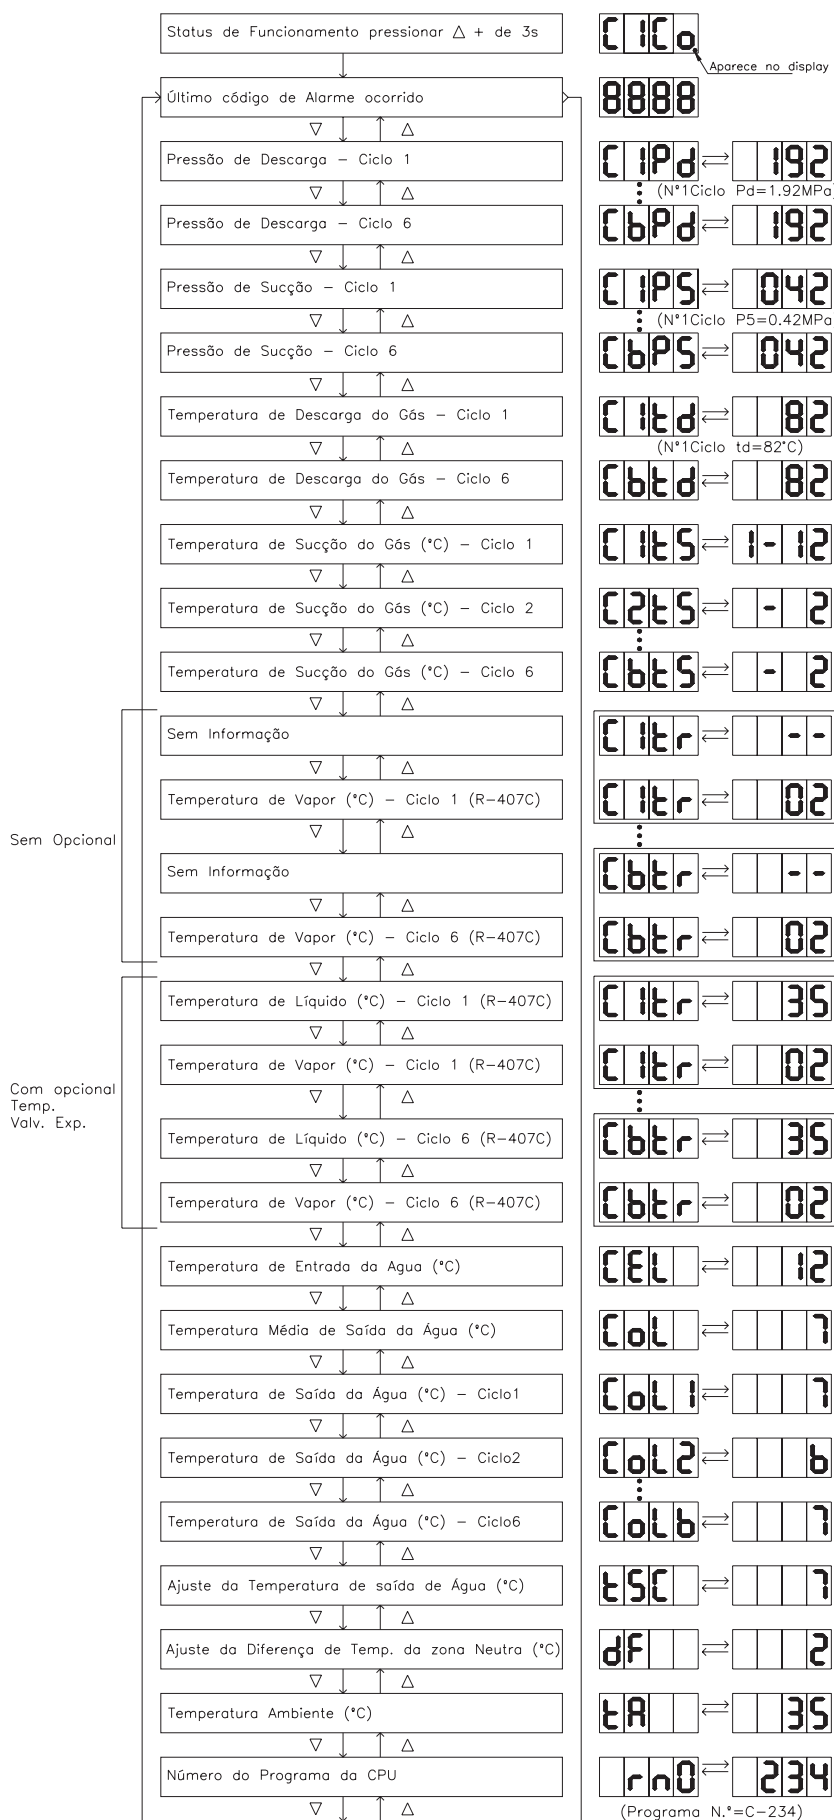 Status de Funcionamento pressionar △ + de 3s
C1Co
Aparece no display
Último código de Alarme ocorrido
8888
▽ △
Pressão de Descarga – Ciclo 1
C1Pd ⇄ 192
(N°1Ciclo Pd=1.92MPa)
▽ △
Pressão de Descarga – Ciclo 6
CbPd ⇄ 192
▽ △
Pressão de Sucção – Ciclo 1
C1PS ⇄ 042
(N°1Ciclo P5=0.42MPa
▽ △
Pressão de Sucção – Ciclo 6
CbPS ⇄ 042
▽ △
Temperatura de Descarga do Gás – Ciclo 1
C1td ⇄ 82
(N°1Ciclo td=82°C)
▽ △
Temperatura de Descarga do Gás – Ciclo 6
Cbtd ⇄ 82
▽ △
Temperatura de Sucção do Gás (°C) – Ciclo 1
C1tS ⇄ 1-12
▽ △
Temperatura de Sucção do Gás (°C) – Ciclo 2
C2tS ⇄ - 2
▽ △
Temperatura de Sucção do Gás (°C) – Ciclo 6
CbtS ⇄ - 2
▽ △
Sem Informação
C1tr ⇄ --
▽ △
Temperatura de Vapor (°C) – Ciclo 1 (R–407C)
C1tr ⇄ 02
▽ △
Sem Opcional
Sem Informação
Cbtr ⇄ --
▽ △
Temperatura de Vapor (°C) – Ciclo 6 (R–407C)
Cbtr ⇄ 02
▽ △
Temperatura de Líquido (°C) – Ciclo 1 (R–407C)
C1tr ⇄ 35
▽ △
Temperatura de Vapor (°C) – Ciclo 1 (R–407C)
C1tr ⇄ 02
Com opcional
Temp.
Valv. Exp.
▽ △
Temperatura de Líquido (°C) – Ciclo 6 (R–407C)
Cbtr ⇄ 35
▽ △
Temperatura de Vapor (°C) – Ciclo 6 (R–407C)
Cbtr ⇄ 02
▽ △
Temperatura de Entrada da Agua (°C)
CEL ⇄ 12
▽ △
Temperatura Média de Saída da Água (°C)
CoL ⇄ 7
▽ △
Temperatura de Saída da Água (°C) – Ciclo1
CoL1 ⇄ 7
▽ △
Temperatura de Saída da Água (°C) – Ciclo2
CoL2 ⇄ b
▽ △
Temperatura de Saída da Água (°C) – Ciclo6
CoLb ⇄ 7
▽ △
Ajuste da Temperatura de saída de Água (°C)
tSC ⇄ 7
▽ △
Ajuste da Diferença de Temp. da zona Neutra (°C)
dF ⇄ 2
▽ △
Temperatura Ambiente (°C)
tA ⇄ 35
▽ △
Número do Programa da CPU
rn0 ⇄ 234
(Programa N.°=C–234)
▽ △